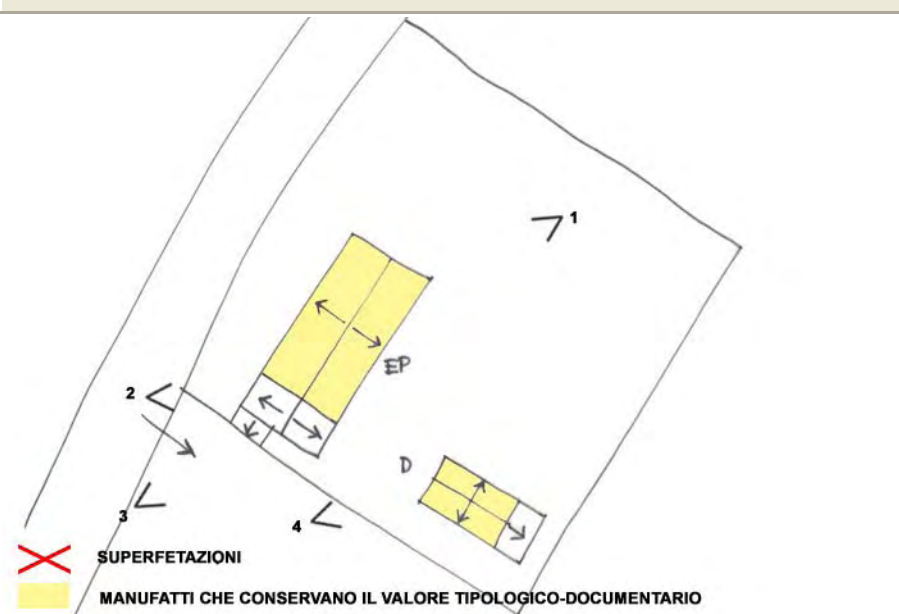 1
EP
2
D
3
4
SUPERFETAZIONI
MANUFATTI CHE CONSERVANO IL VALORE TIPOLOGICO-DOCUMENTARIO